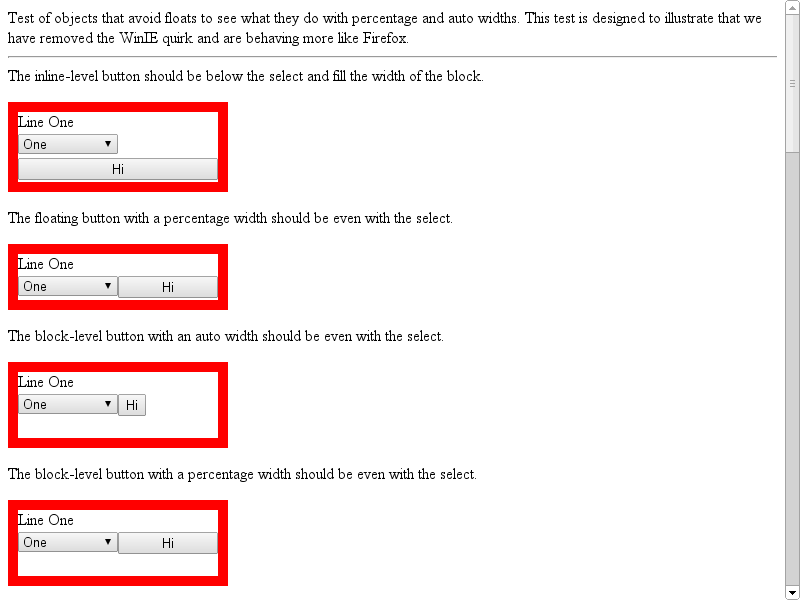 Test of objects that avoid floats to see what they do with percentage and auto widths. This test is designed to illustrate that we
have removed the WinIE quirk and are behaving more like Firefox.
The inline-level button should be below the select and fill the width of the block.
Line One
One
Hi
The floating button with a percentage width should be even with the select.
Line One
One Hi
The block-level button with an auto width should be even with the select.
Line One
One Hi
The block-level button with a percentage width should be even with the select.
Line One
One Hi